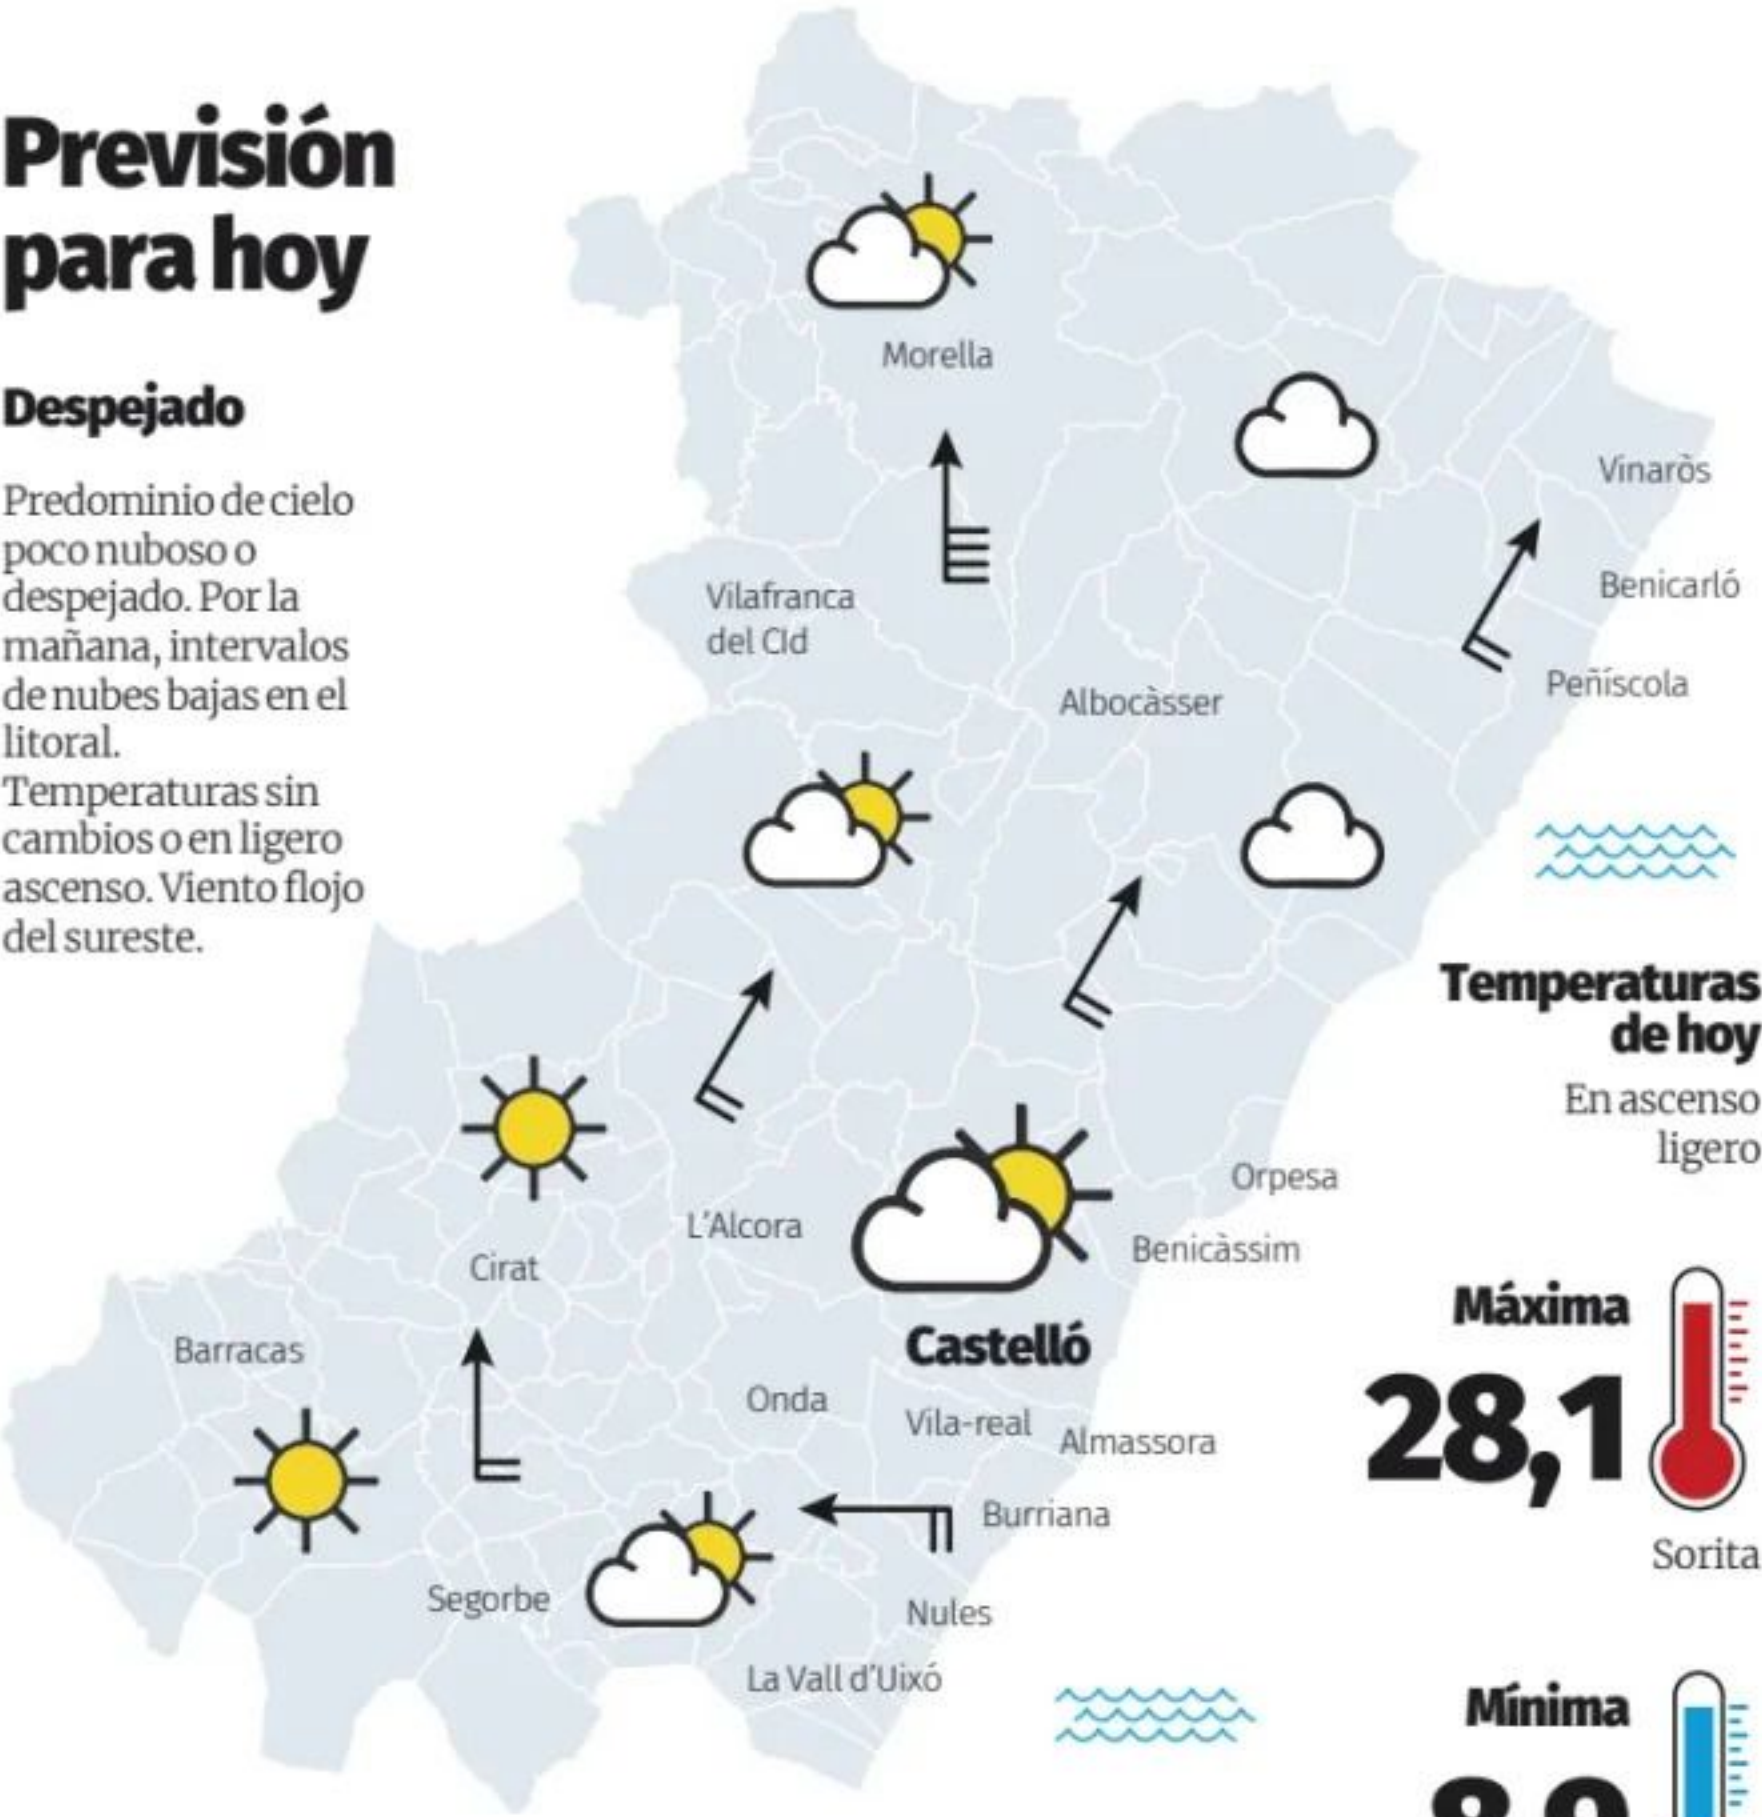 Previsión
para hoy
Despejado
Predominio de cielo
poco nuboso o
despejado. Por la
mañana, intervalos
de nubes bajas en el
litoral.
Temperaturas sin
cambios o en ligero
ascenso. Viento flojo
del sureste.
Morella
Vinaròs
Benicarló
Vilafranca
del CId
Peñíscola
Albocàsser
Temperaturas
de hoy
En ascenso
ligero
Orpesa
L'Alcora
Benicàssim
Cirat
Máxima
28,1
Sorita
Castelló
Barracas
Onda
Vila-real
Almassora
Burriana
Segorbe
Nules
La Vall d'Uixó
Mínima